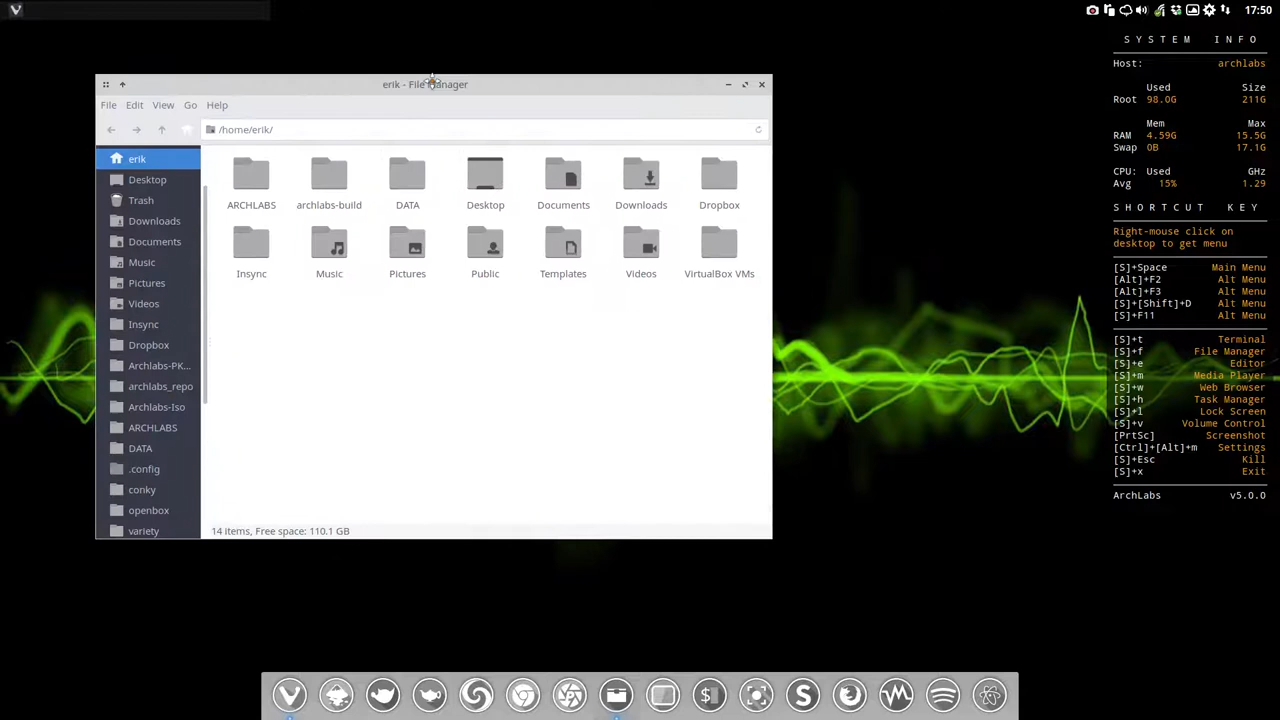 17:50
SYSTEM INFO
Host: archlabs
Used Size
Root 98.0G 211G
Mem Max
RAM 4.59G 15.5G
Swap 0B 17.1G
CPU: Used GHz
Avg 15% 1.29
SHORTCUT KEY
Right-mouse click on
desktop to get menu
[S]+Space Main Menu
[Alt]+F2 Alt Menu
[Alt]+F3 Alt Menu
[S]+[Shift]+D Alt Menu
[S]+F11 Alt Menu
[S]+t Terminal
[S]+f File Manager
[S]+e Editor
[S]+m Media Player
[S]+w Web Browser
[S]+h Task Manager
[S]+l Lock Screen
[S]+v Volume Control
[PrtSc] Screenshot
[Ctrl]+[Alt]+m Settings
[S]+Esc Kill
[S]+x Exit
ArchLabs v5.0.0
erik - File Manager
File Edit View Go Help
/home/erik/
erik
Desktop
Trash
Downloads
Documents
Music
Pictures
Videos
Insync
Dropbox
Archlabs-PK...
archlabs_repo
Archlabs-Iso
ARCHLABS
DATA
.config
conky
openbox
variety
ARCHLABS archlabs-build DATA Desktop Documents Downloads Dropbox
Insync Music Pictures Public Templates Videos VirtualBox VMs
14 items, Free space: 110.1 GB